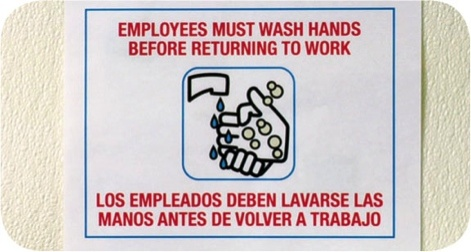 EMPLOYEES MUST WASH HANDS
BEFORE RETURNING TO WORK
LOS EMPLEADOS DEBEN LAVARSE LAS
MANOS ANTES DE VOLVER A TRABAJO